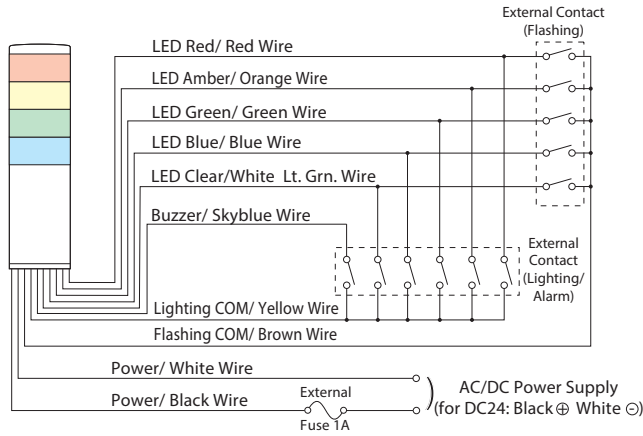 External Contact
(Flashing)
LED Red/ Red Wire
LED Amber/ Orange Wire
LED Green/ Green Wire
LED Blue/ Blue Wire
LED Clear/White Lt. Grn. Wire
Buzzer/ Skyblue Wire
External
Contact
(Lighting/
Alarm)
Lighting COM/ Yellow Wire
Flashing COM/ Brown Wire
Power/ White Wire
Power/ Black Wire
External
Fuse 1A
AC/DC Power Supply
(for DC24: Black ⊕ White ⊖)